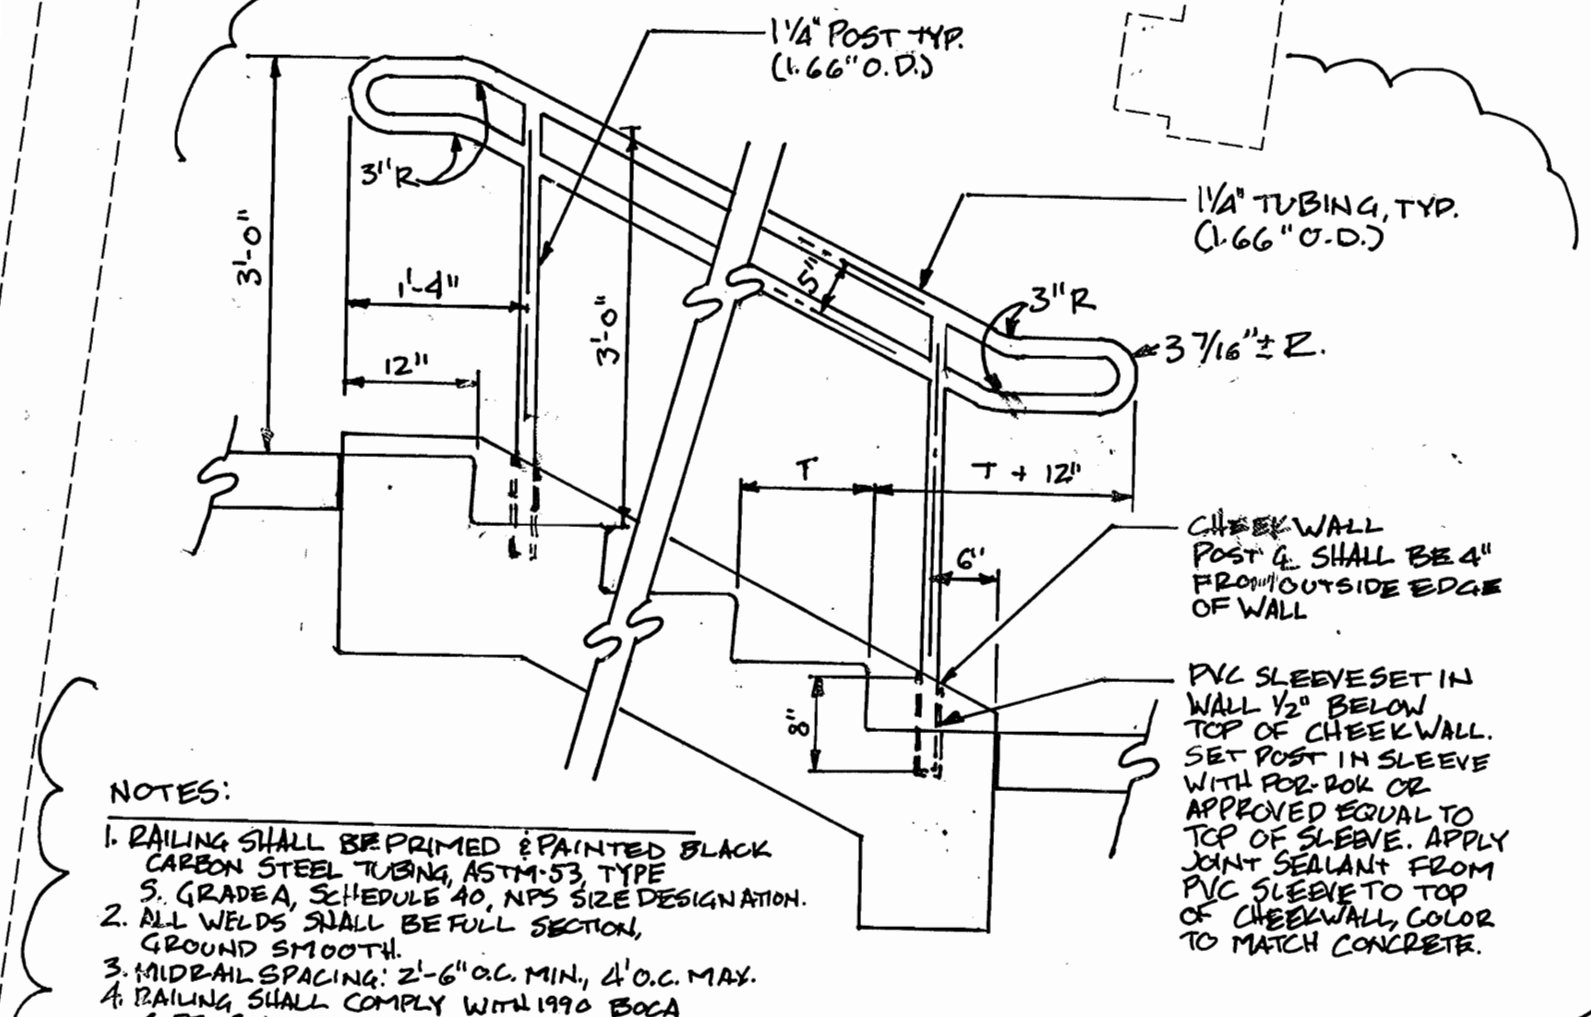 1¼" POST TYP.
(1.66" O.D.)
3"R
3'-0"
1'-4"
12"
3'-0"
5"
1¼" TUBING, TYP.
(1.66" O.D.)
3"R
3 7/16"± R.
T
T + 12"
6"
8"
CHEEKWALL
POST ℄ SHALL BE 4"
FROM OUTSIDE EDGE
OF WALL
PVC SLEEVE SET IN
WALL ½" BELOW
TOP OF CHEEKWALL.
SET POST IN SLEEVE
WITH POR-ROK OR
APPROVED EQUAL TO
TOP OF SLEEVE. APPLY
JOINT SEALANT FROM
PVC SLEEVE TO TOP
OF CHEEKWALL, COLOR
TO MATCH CONCRETE.
NOTES:
1. RAILING SHALL BE PRIMED & PAINTED BLACK
CARBON STEEL TUBING, ASTM-53, TYPE
S. GRADE A, SCHEDULE 40, NPS SIZE DESIGNATION.
2. ALL WELDS SHALL BE FULL SECTION,
GROUND SMOOTH.
3. MIDRAIL SPACING: 2'-6" O.C. MIN., 4' O.C. MAX.
4. RAILING SHALL COMPLY WITH 1990 BOCA